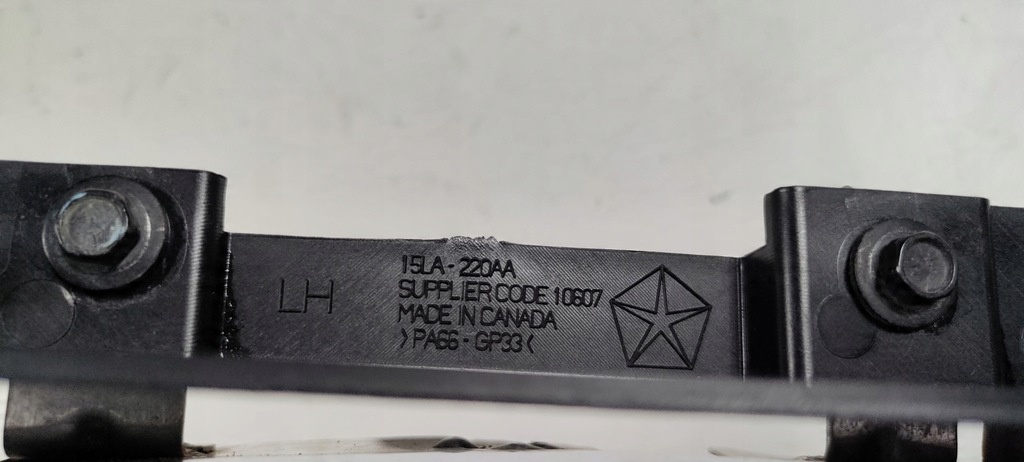 LH
15LA-220AA
SUPPLIER CODE 10607
MADE IN CANADA
>PA66-GP33<